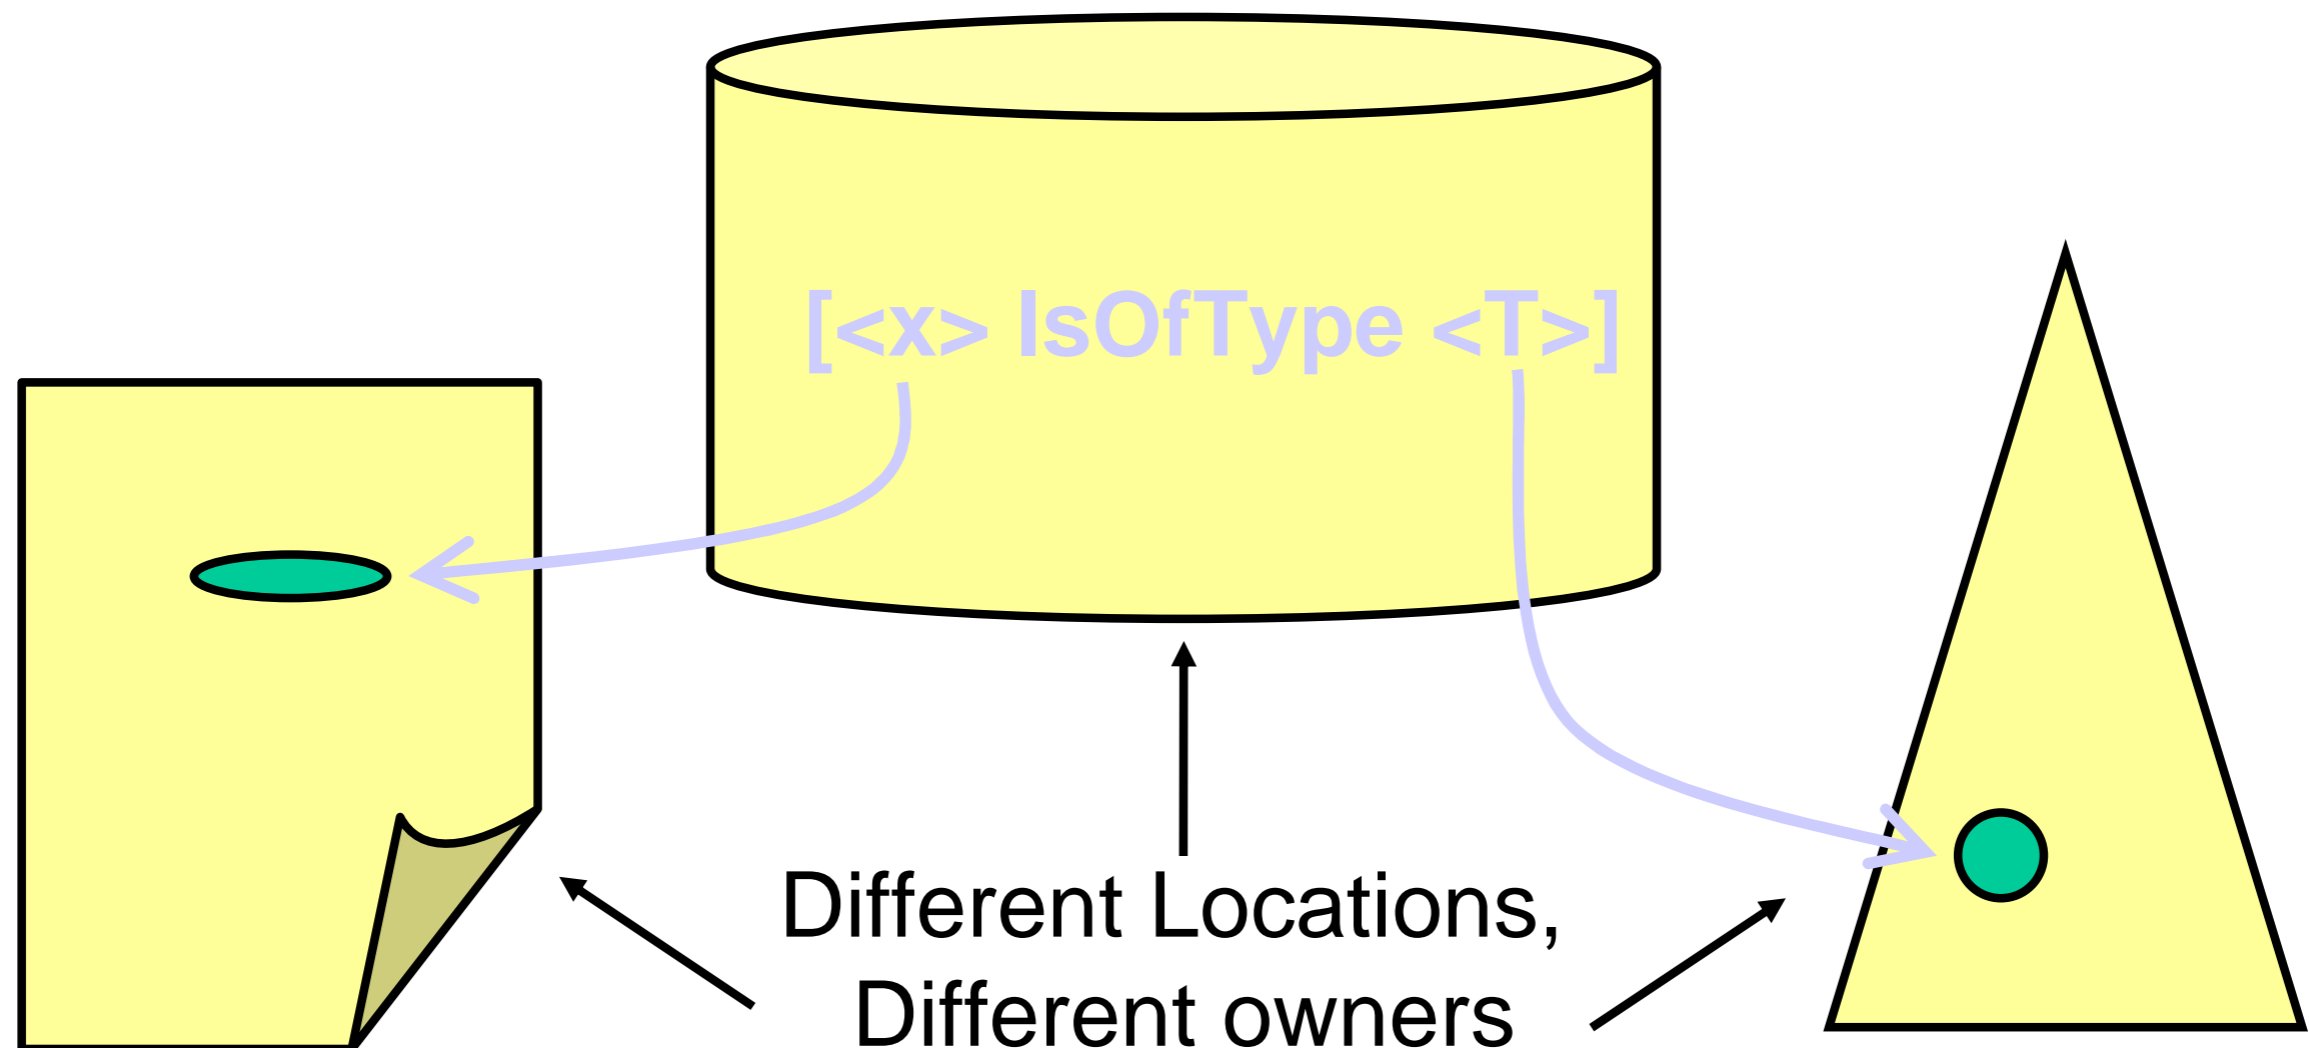 [<x> IsOfType <T>]
Different Locations,
Different owners